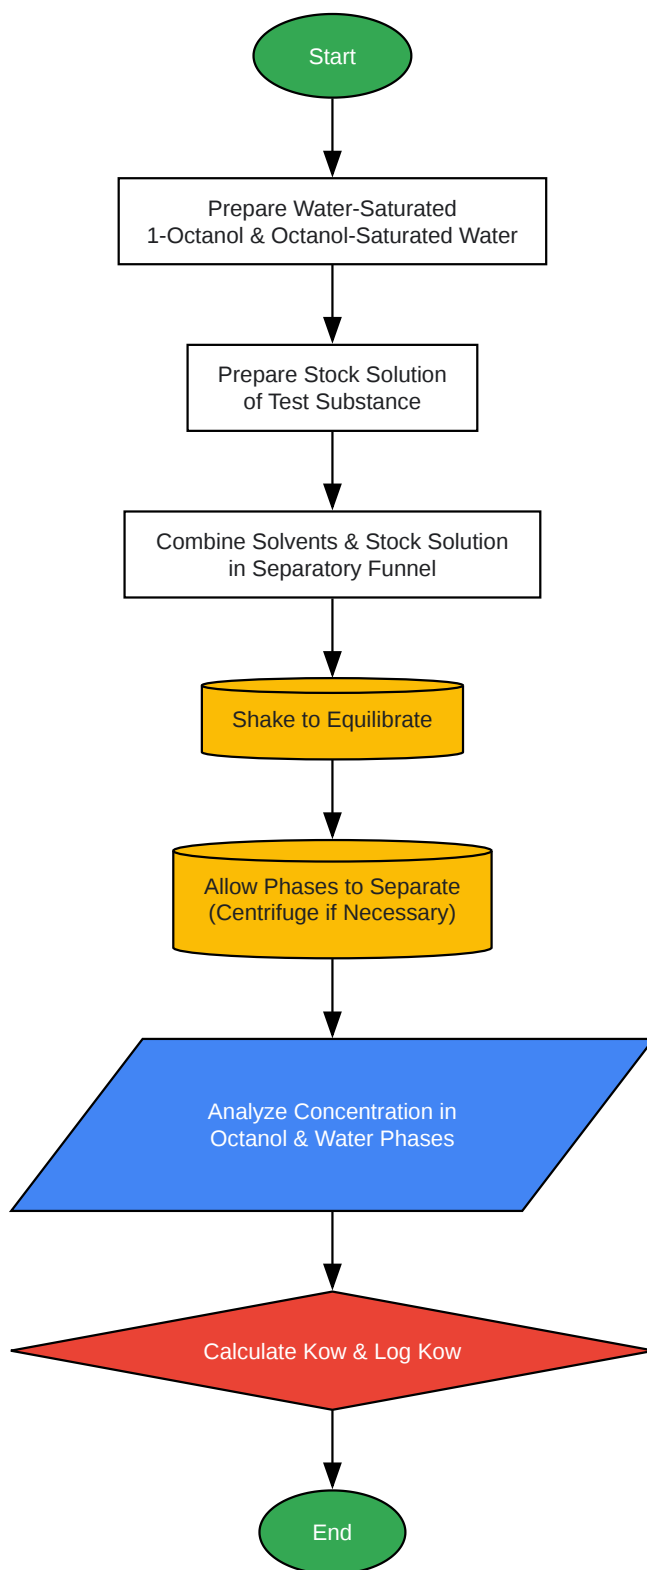 Start
Prepare Water-Saturated
1-Octanol & Octanol-Saturated Water
Prepare Stock Solution
of Test Substance
Combine Solvents & Stock Solution
in Separatory Funnel
Shake to Equilibrate
Allow Phases to Separate
(Centrifuge if Necessary)
Analyze Concentration in
Octanol & Water Phases
Calculate Kow & Log Kow
End